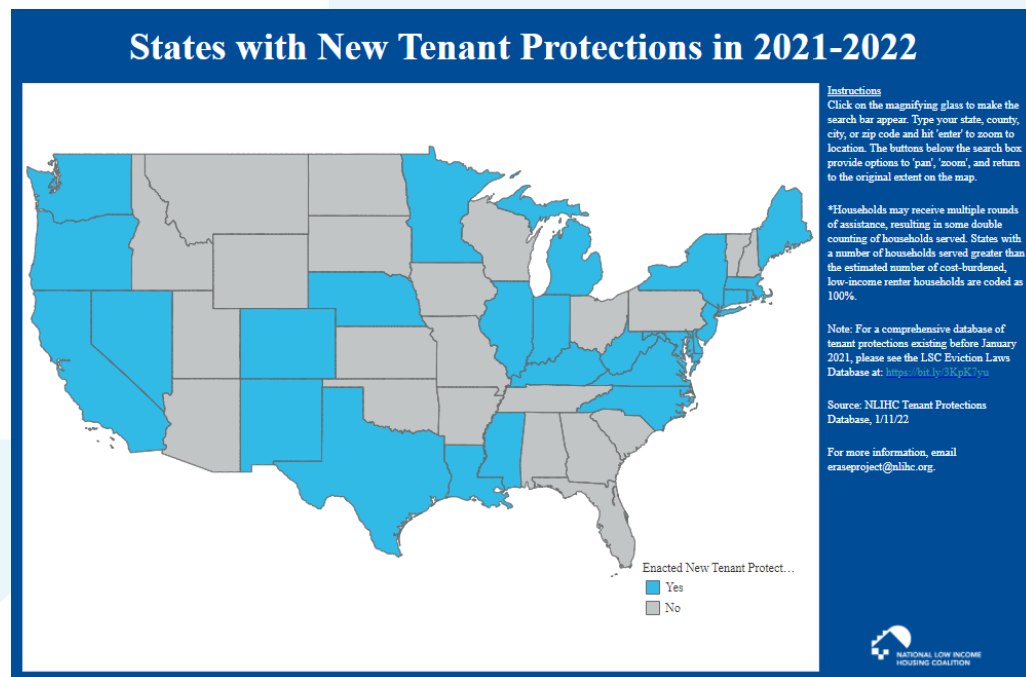 States with New Tenant Protections in 2021-2022
Instructions
Click on the magnifying glass to make the
search bar appear. Type your state, county,
city, or zip code and hit 'enter' to zoom to
location. The buttons below the search box
provide options to 'pan', 'zoom', and return
to the original extent on the map.
*Households may receive multiple rounds
of assistance, resulting in some double
counting of households served. States with
a number of households served greater than
the estimated number of cost-burdened,
low-income renter households are coded as
100%.
Note: For a comprehensive database of
tenant protections existing before January
2021, please see the LSC Eviction Laws
Database at: https://bit.ly/3KpK7yu
Source: NLIHC Tenant Protections
Database, 1/11/22
For more information, email
eraseproject@nlihc.org.
Enacted New Tenant Protect…
Yes
No
NATIONAL LOW INCOME
HOUSING COALITION